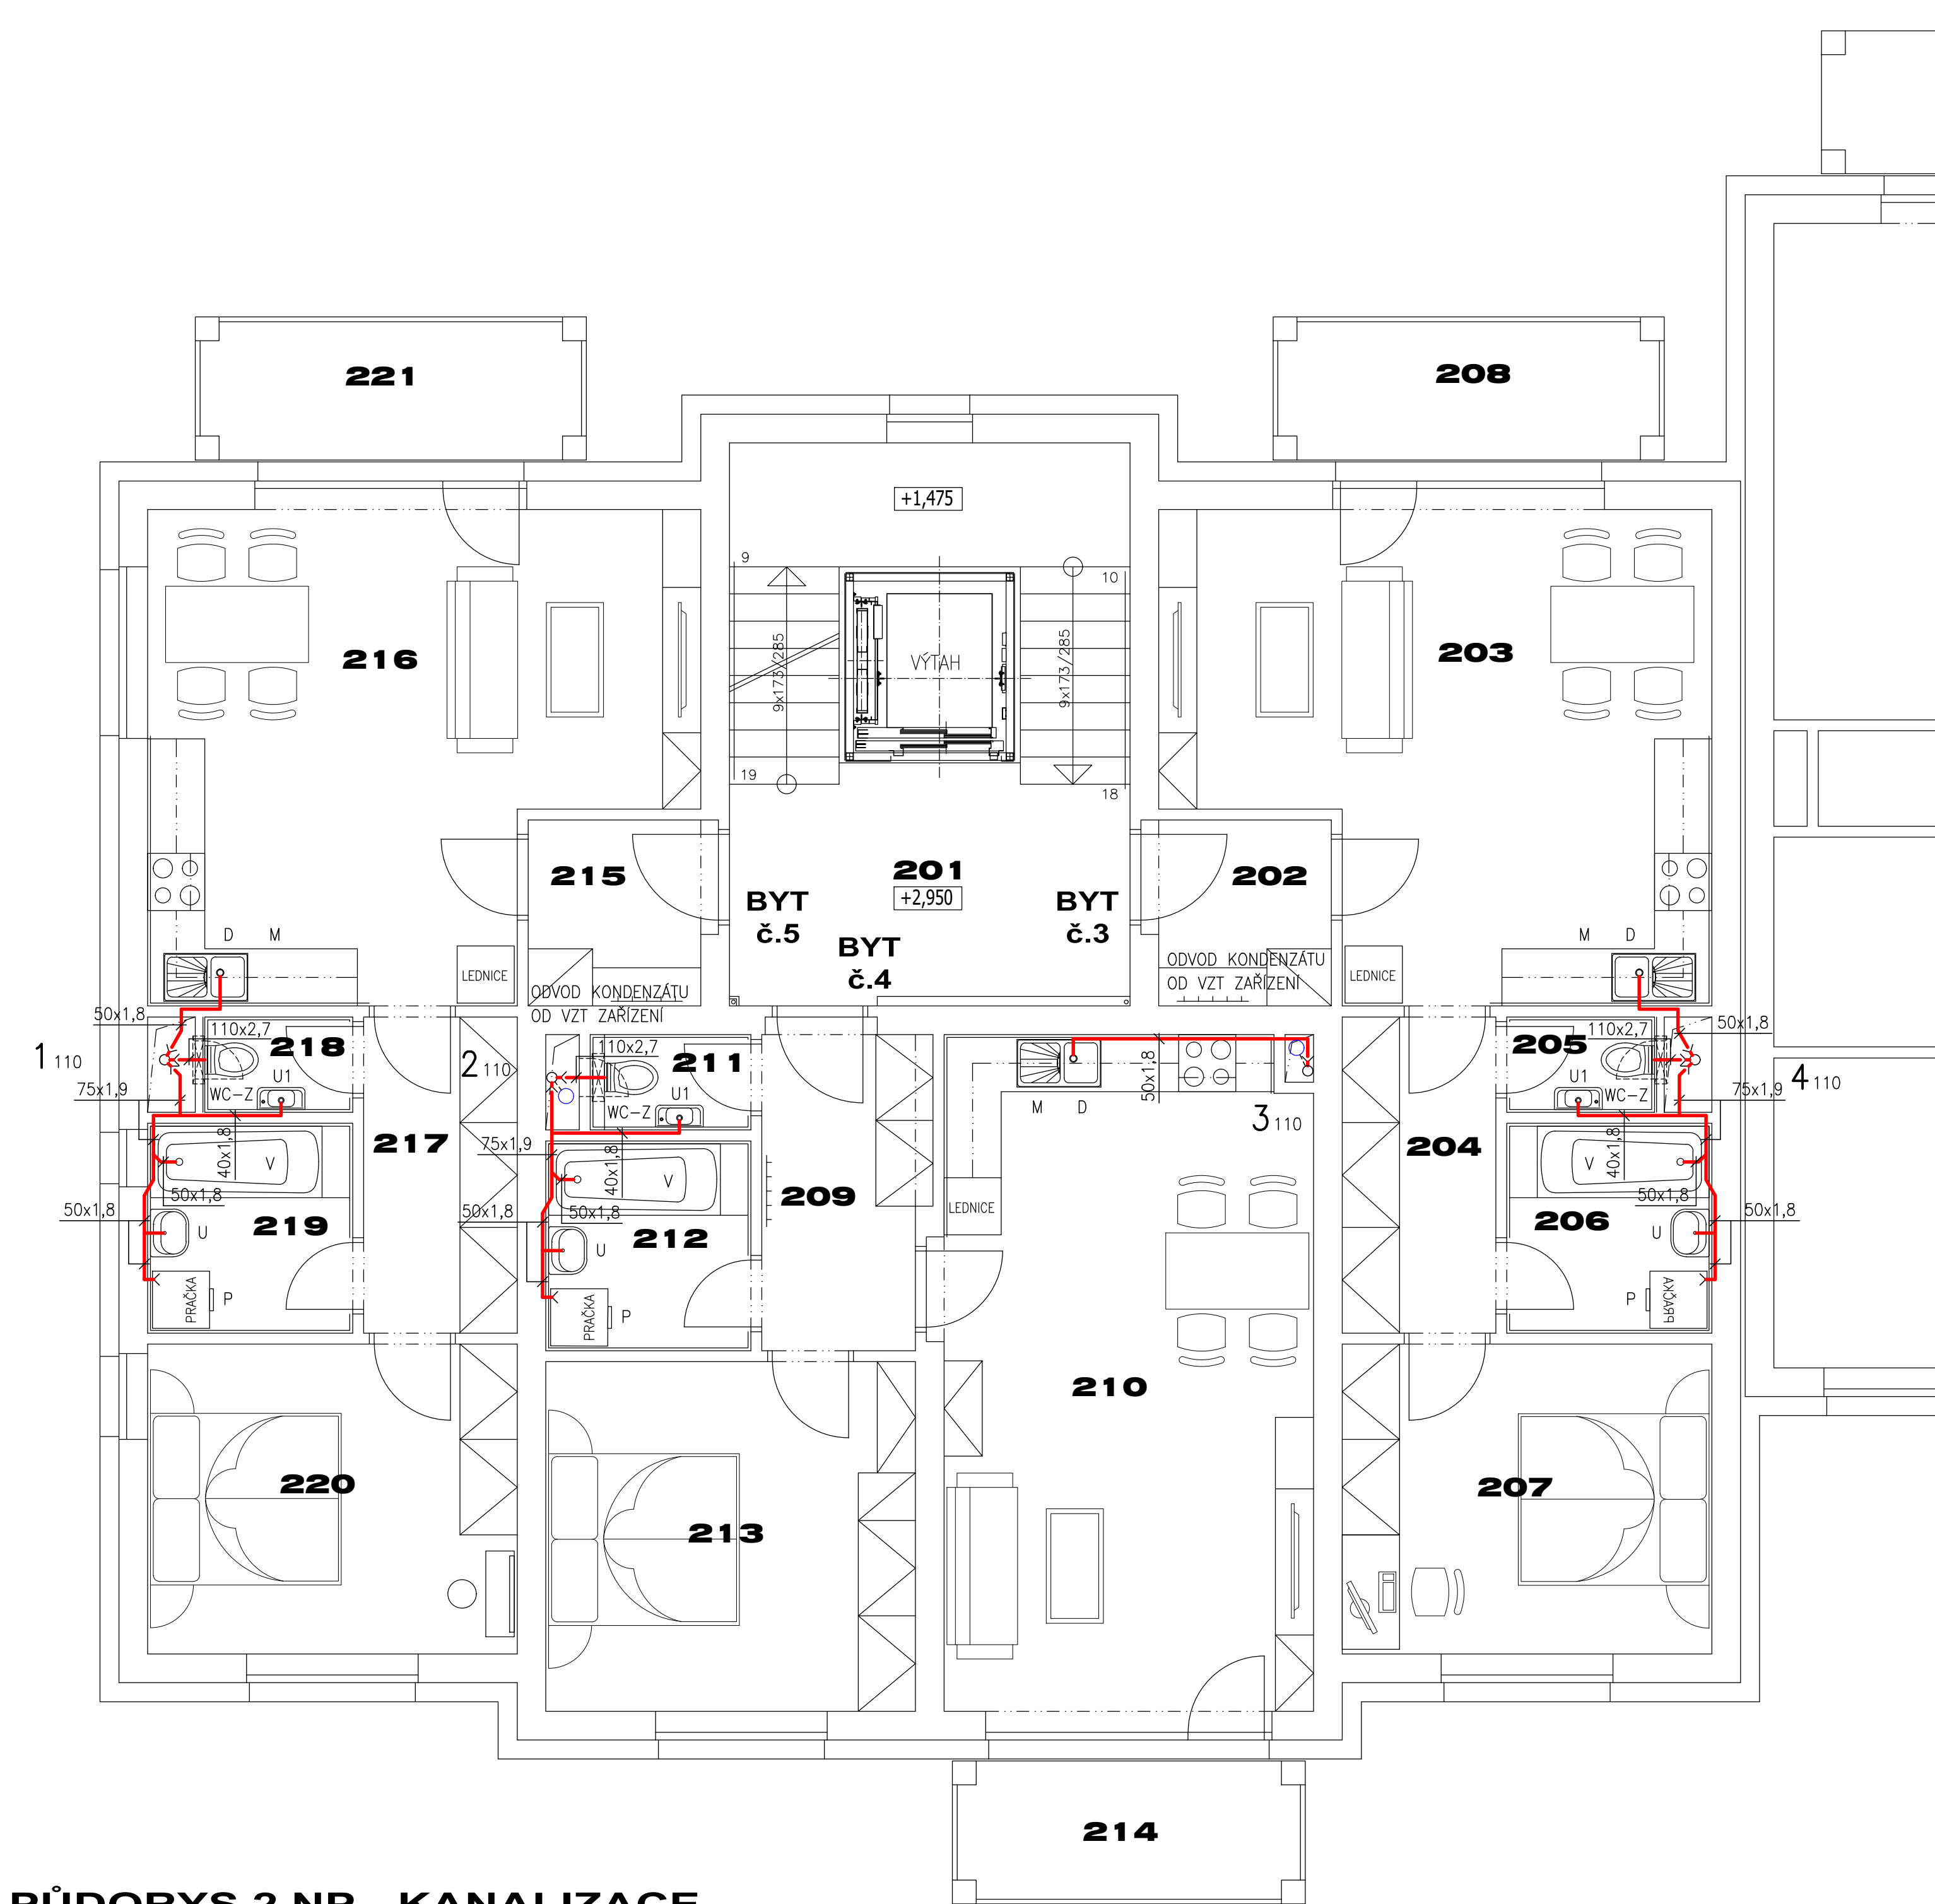 221
208
+1,475
9
10
9x173/285
9x173/285
VÝTAH
216
203
19
18
215
201
202
+2,950
BYT
č.5
BYT
č.3
BYT
č.4
D
M
M
D
LEDNICE
LEDNICE
ODVOD KONDENZÁTU
OD VZT ZAŘÍZENÍ
ODVOD KONDENZÁTU
OD VZT ZAŘÍZENÍ
50x1,8
110x2,7
218
1 110
U1
WC-Z
75x1,9
2 110
110x2,7
211
U1
WC-Z
50x1,8
M
D
3 110
205
110x2,7
50x1,8
U1
WC-Z
4 110
75x1,9
40x1,8
V
217
75x1,9
40x1,8
V
209
LEDNICE
204
40x1,8
V
50x1,8
50x1,8
219
U
PRAČKA
P
50x1,8
50x1,8
212
U
PRAČKA
P
50x1,8
50x1,8
206
U
P
PRAČKA
210
220
213
207
214
PŮDORYS 2.NP - KANALIZACE